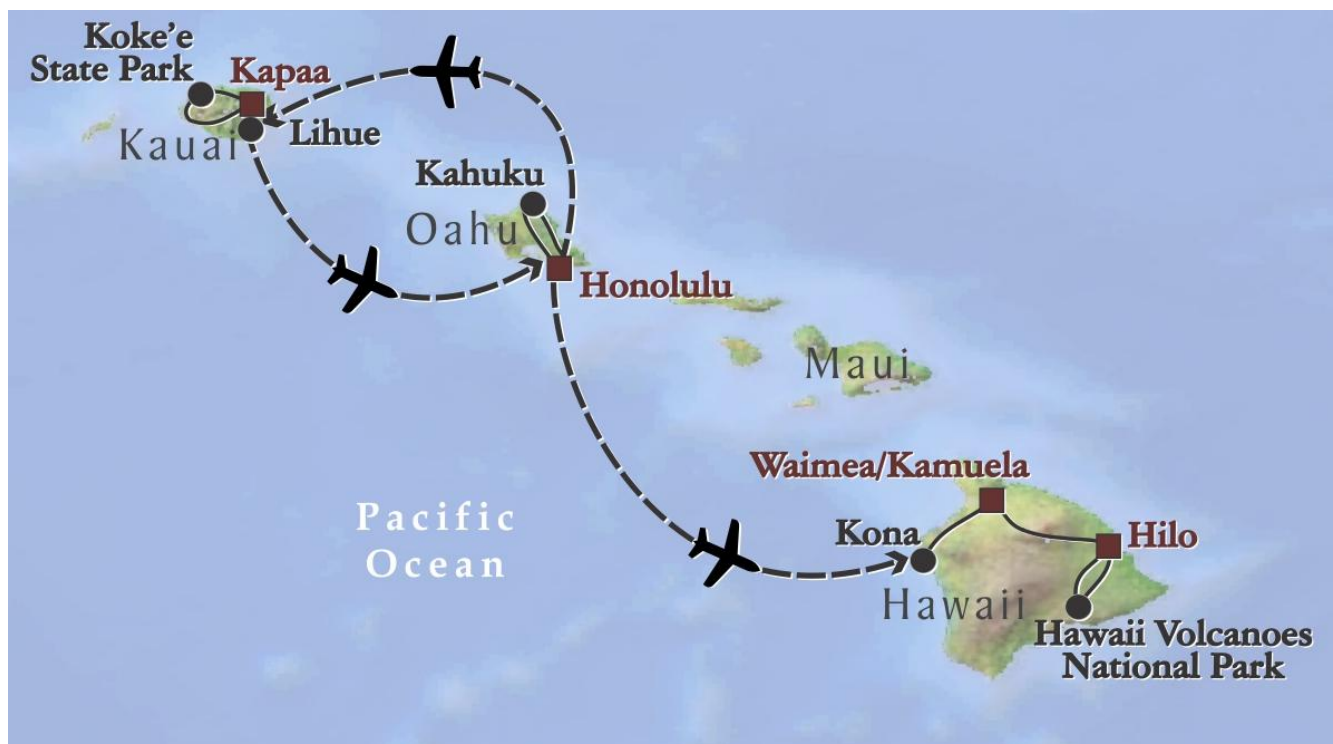 Koke’e
State Park
Kapaa
Kauai
Lihue
Kahuku
Oahu
Honolulu
Maui
Waimea/Kamuela
Pacific
Ocean
Kona
Hilo
Hawaii
Hawaii Volcanoes
National Park